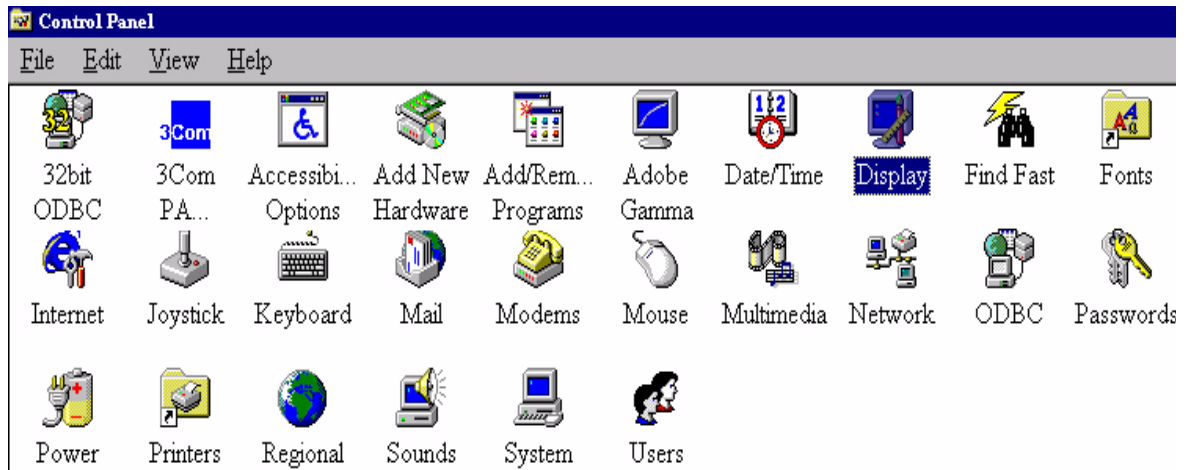 Control Panel
File Edit View Help
32
3Com
12
A a
32bit 3Com Accessibi... Add New Add/Rem... Adobe Date/Time Display Find Fast Fonts
ODBC PA... Options Hardware Programs Gamma
Internet Joystick Keyboard Mail Modems Mouse Multimedia Network ODBC Passwords
Power Printers Regional Sounds System Users